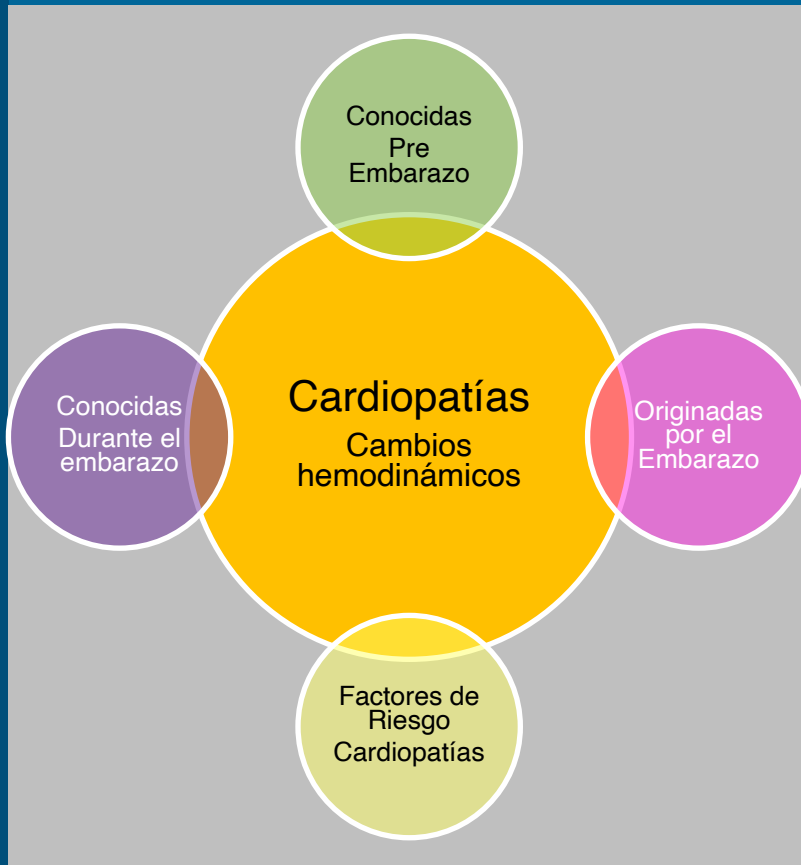 Conocidas
Pre
Embarazo
Conocidas
Durante el
embarazo
Cardiopatías
Cambios
hemodinámicos
Originadas
por el
Embarazo
Factores de
Riesgo
Cardiopatías